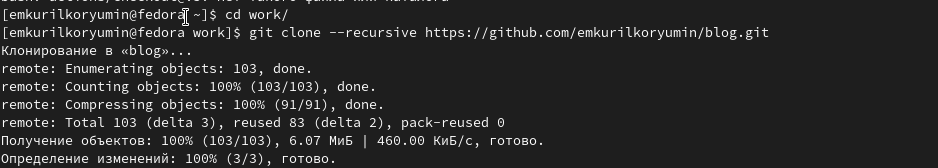 [emkurilkoryumin@fedora ~]$ cd work/
[emkurilkoryumin@fedora work]$ git clone --recursive https://github.com/emkurilkoryumin/blog.git
Клонирование в «blog»...
remote: Enumerating objects: 103, done.
remote: Counting objects: 100% (103/103), done.
remote: Compressing objects: 100% (91/91), done.
remote: Total 103 (delta 3), reused 83 (delta 2), pack-reused 0
Получение объектов: 100% (103/103), 6.07 МиБ | 460.00 КиБ/с, готово.
Определение изменений: 100% (3/3), готово.